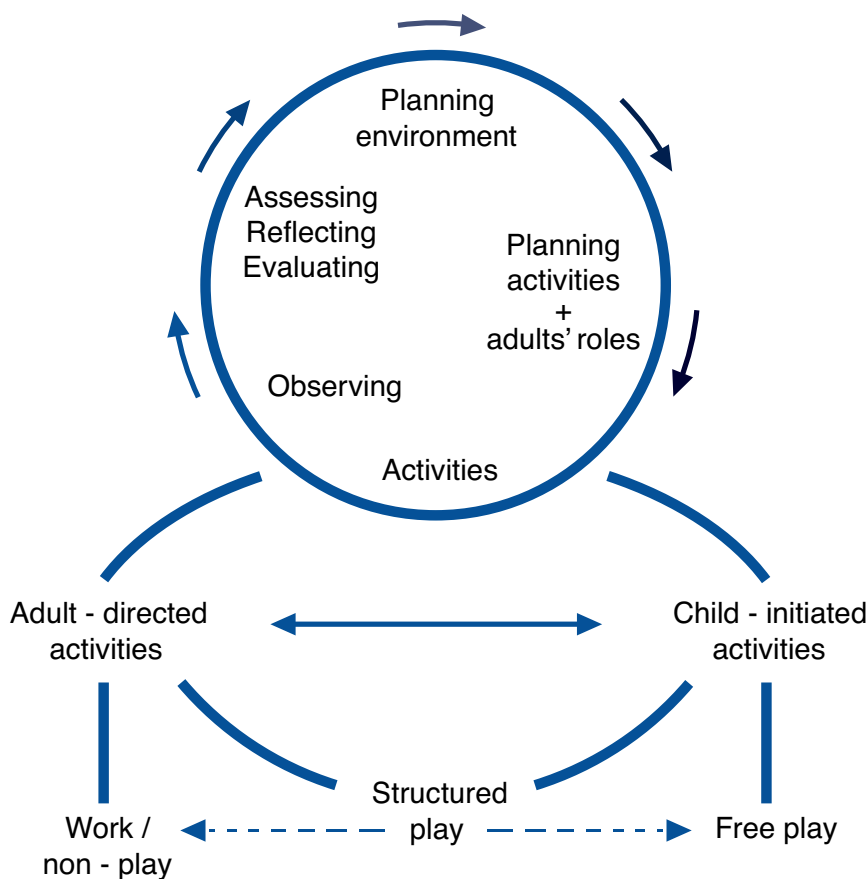 Planning
environment
Assessing
Reflecting
Evaluating
Planning
activities
+
adults’ roles
Observing
Activities
Adult - directed
activities
Child - initiated
activities
Structured
play
Work /
non - play
Free play